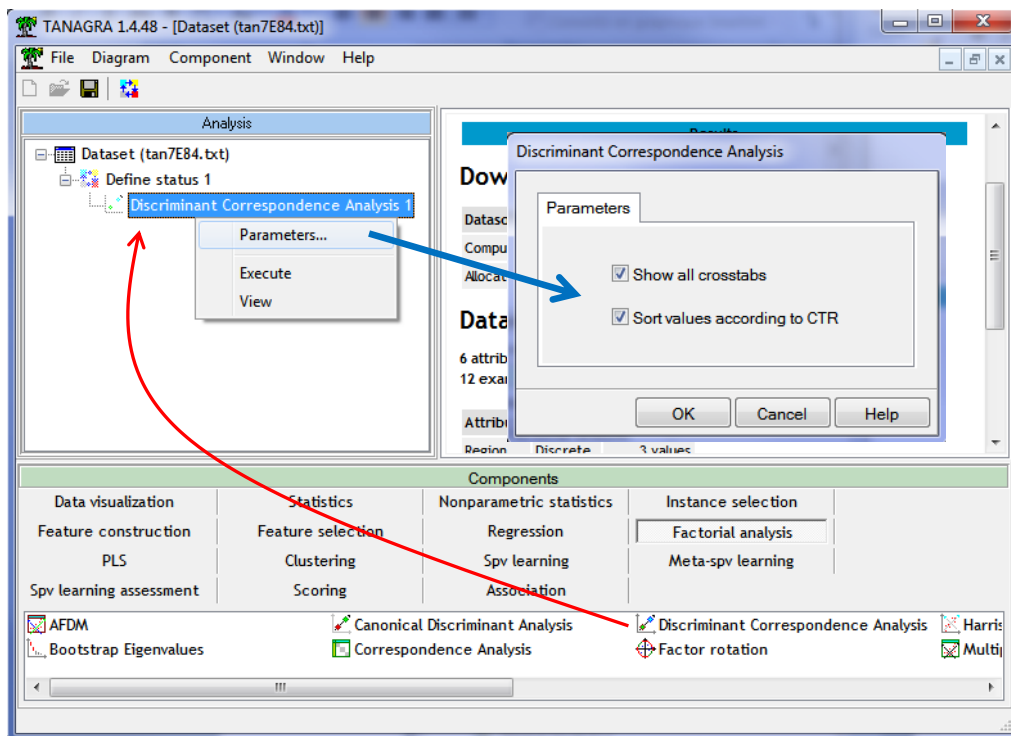 TANAGRA 1.4.48 - [Dataset (tan7E84.txt)]
File Diagram Component Window Help
Analysis
Dataset (tan7E84.txt)
Define status 1
Discriminant Correspondence Analysis 1
Parameters...
Execute
View
Results
Dow
Datasc
Compu
Allocat
Data
6 attrib
12 exar
Attribu
Region Discrete 3 values
Discriminant Correspondence Analysis
Parameters
Show all crosstabs
Sort values according to CTR
OK Cancel Help
Components
Data visualization Statistics Nonparametric statistics Instance selection
Feature construction Feature selection Regression Factorial analysis
PLS Clustering Spv learning Meta-spv learning
Spv learning assessment Scoring Association
AFDM Canonical Discriminant Analysis Discriminant Correspondence Analysis Harris
Bootstrap Eigenvalues Correspondence Analysis Factor rotation Multip